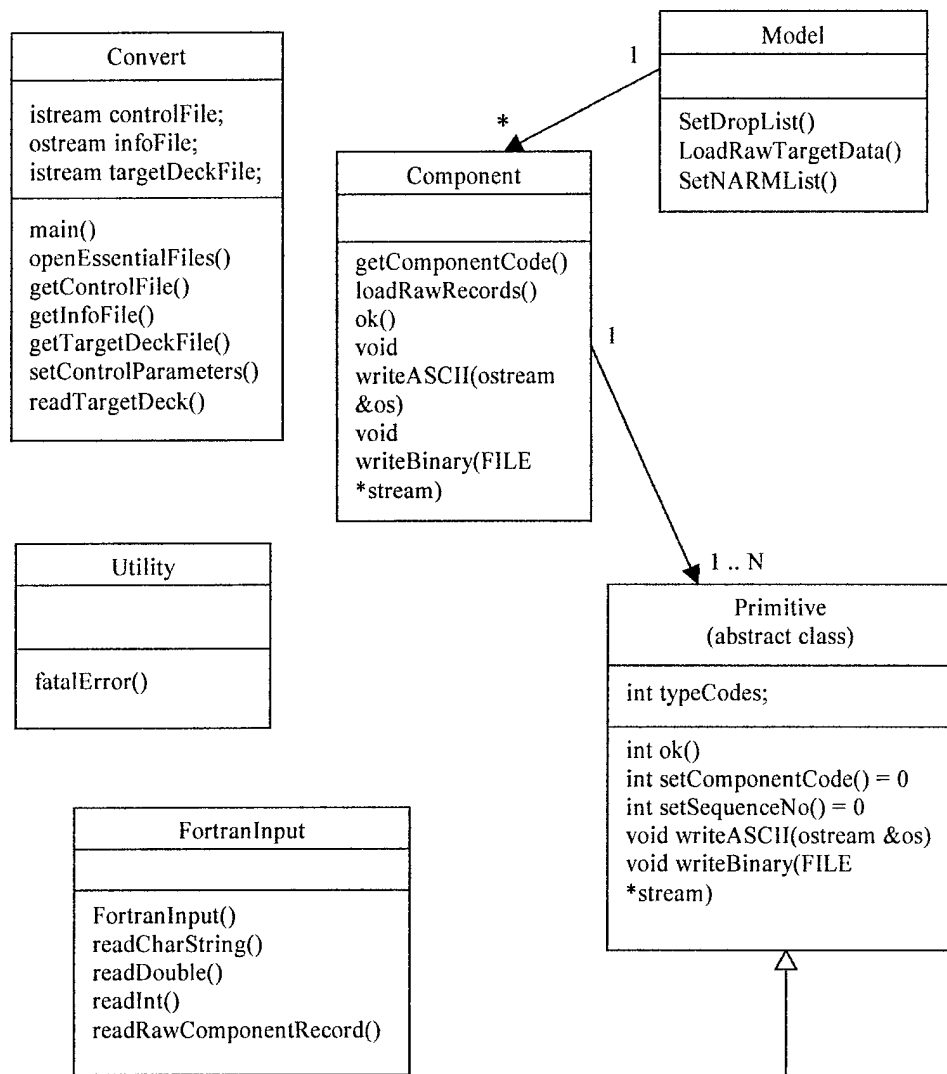 Convert
istream controlFile;
ostream infoFile;
istream targetDeckFile;
main()
openEssentialFiles()
getControlFile()
getInfoFile()
getTargetDeckFile()
setControlParameters()
readTargetDeck()
Model
SetDropList()
LoadRawTargetData()
SetNARMList()
1
*
Component
getComponentCode()
loadRawRecords()
ok()
void
writeASCII(ostream
&os)
void
writeBinary(FILE
*stream)
1
1 .. N
Utility
fatalError()
Primitive
(abstract class)
int typeCodes;
int ok()
int setComponentCode() = 0
int setSequenceNo() = 0
void writeASCII(ostream &os)
void writeBinary(FILE
*stream)
FortranInput
FortranInput()
readCharString()
readDouble()
readInt()
readRawComponentRecord()